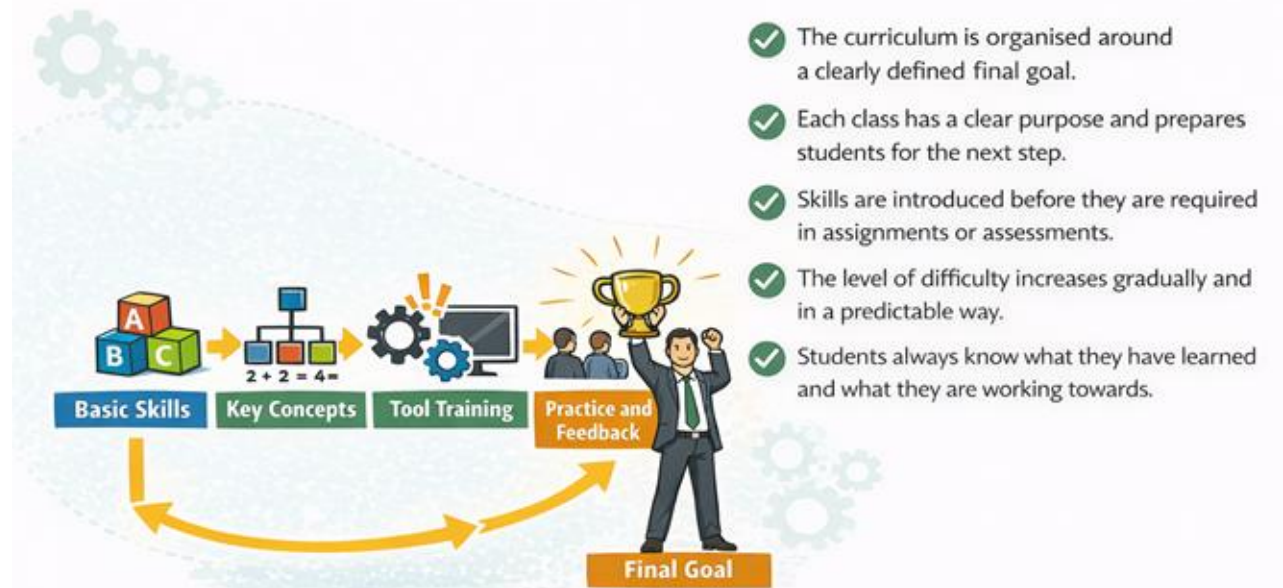 The curriculum is organised around
a clearly defined final goal.
Each class has a clear purpose and prepares
students for the next step.
Skills are introduced before they are required
in assignments or assessments.
The level of difficulty increases gradually and
in a predictable way.
Students always know what they have learned
and what they are working towards.
A
B C
2 + 2 = 4=
Basic Skills
Key Concepts
Tool Training
Practice and
Feedback
Final Goal